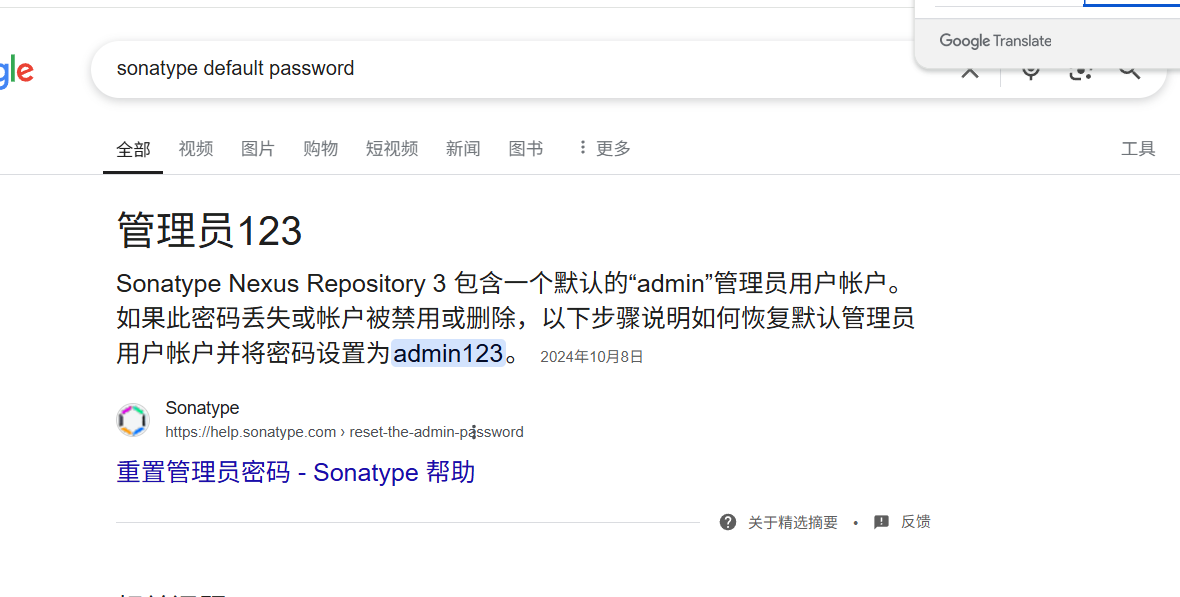 Google Translate
gle
sonatype default password
全部 视频 图片 购物 短视频 新闻 图书 更多 工具
管理员123
Sonatype Nexus Repository 3 包含一个默认的“admin”管理员用户帐户。
如果此密码丢失或帐户被禁用或删除，以下步骤说明如何恢复默认管理员
用户帐户并将密码设置为admin123。 2024年10月8日
Sonatype
https://help.sonatype.com › reset-the-admin-password
重置管理员密码 - Sonatype 帮助
关于精选摘要 • 反馈